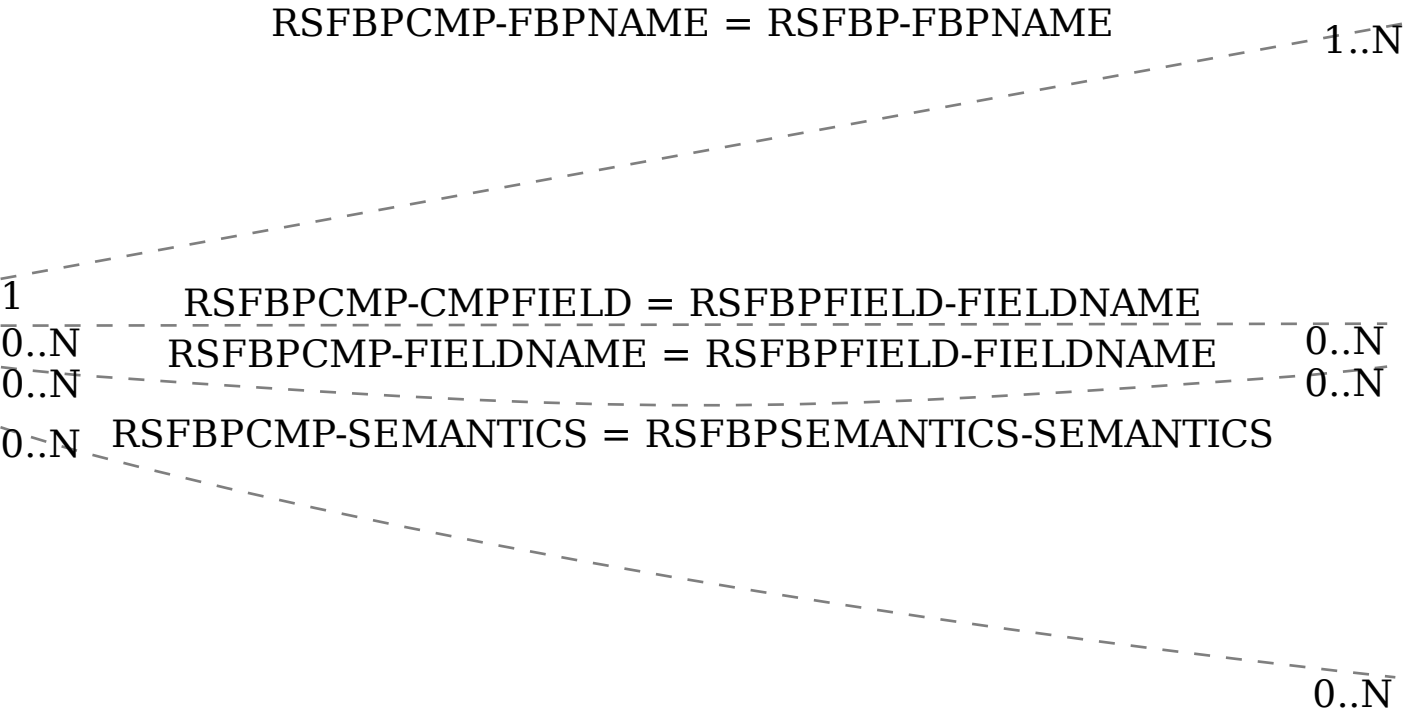 RSFBPCMP-FBPNAME = RSFBP-FBPNAME
1..N
1
RSFBPCMP-CMPFIELD = RSFBPFIELD-FIELDNAME
0..N
0..N
RSFBPCMP-FIELDNAME = RSFBPFIELD-FIELDNAME
0..N
0..N
0..N
RSFBPCMP-SEMANTICS = RSFBPSEMANTICS-SEMANTICS
0..N